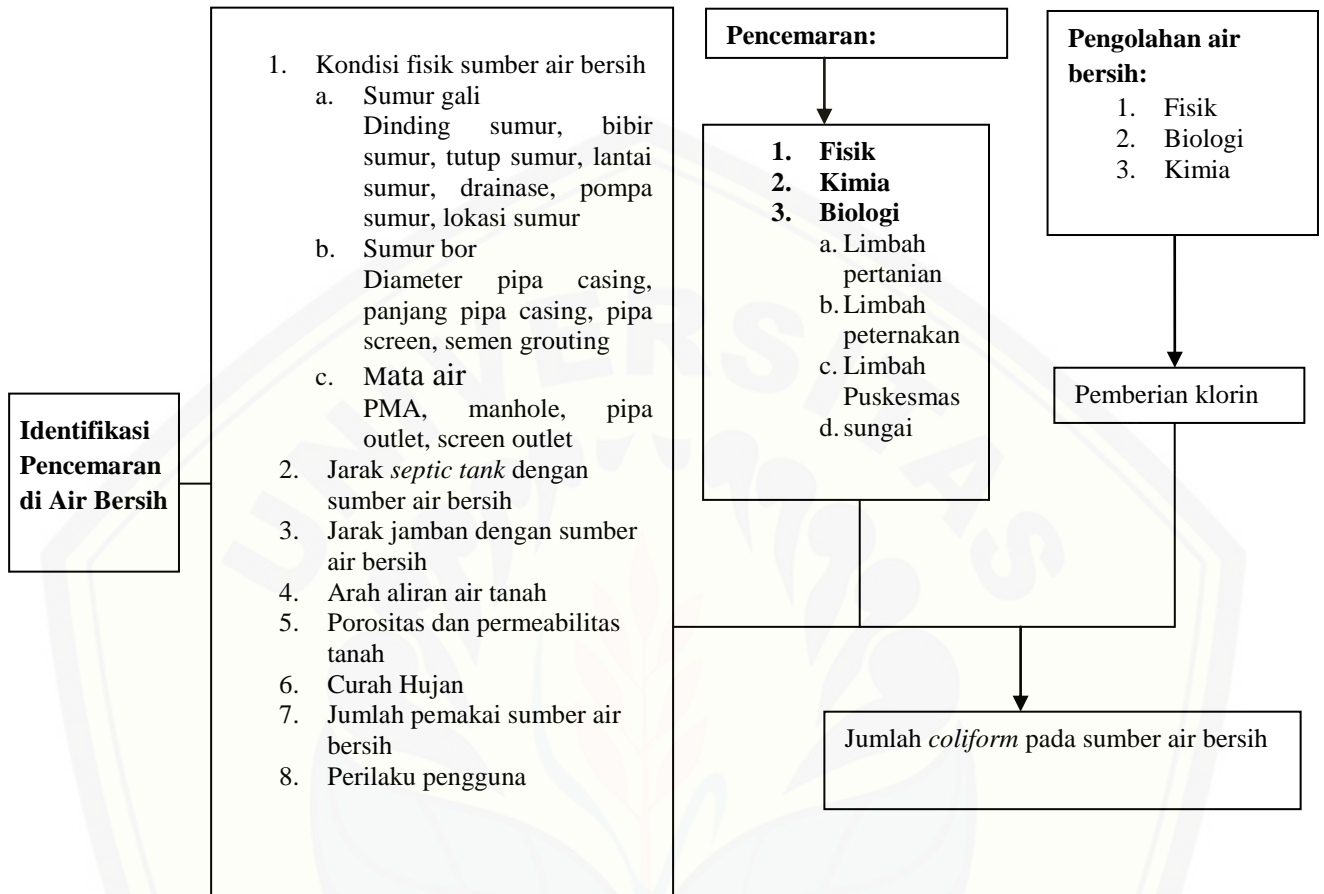 Identifikasi
Pencemaran
di Air Bersih
1. Kondisi fisik sumber air bersih
a. Sumur gali
Dinding sumur, bibir
sumur, tutup sumur, lantai
sumur, drainase, pompa
sumur, lokasi sumur
b. Sumur bor
Diameter pipa casing,
panjang pipa casing, pipa
screen, semen grouting
c. Mata air
PMA, manhole, pipa
outlet, screen outlet
2. Jarak septic tank dengan
sumber air bersih
3. Jarak jamban dengan sumber
air bersih
4. Arah aliran air tanah
5. Porositas dan permeabilitas
tanah
6. Curah Hujan
7. Jumlah pemakai sumber air
bersih
8. Perilaku pengguna
Pencemaran:
1. Fisik
2. Kimia
3. Biologi
a. Limbah
pertanian
b. Limbah
peternakan
c. Limbah
Puskesmas
d. sungai
Pengolahan air
bersih:
1. Fisik
2. Biologi
3. Kimia
Pemberian klorin
Jumlah coliform pada sumber air bersih
UNIVERSITAS